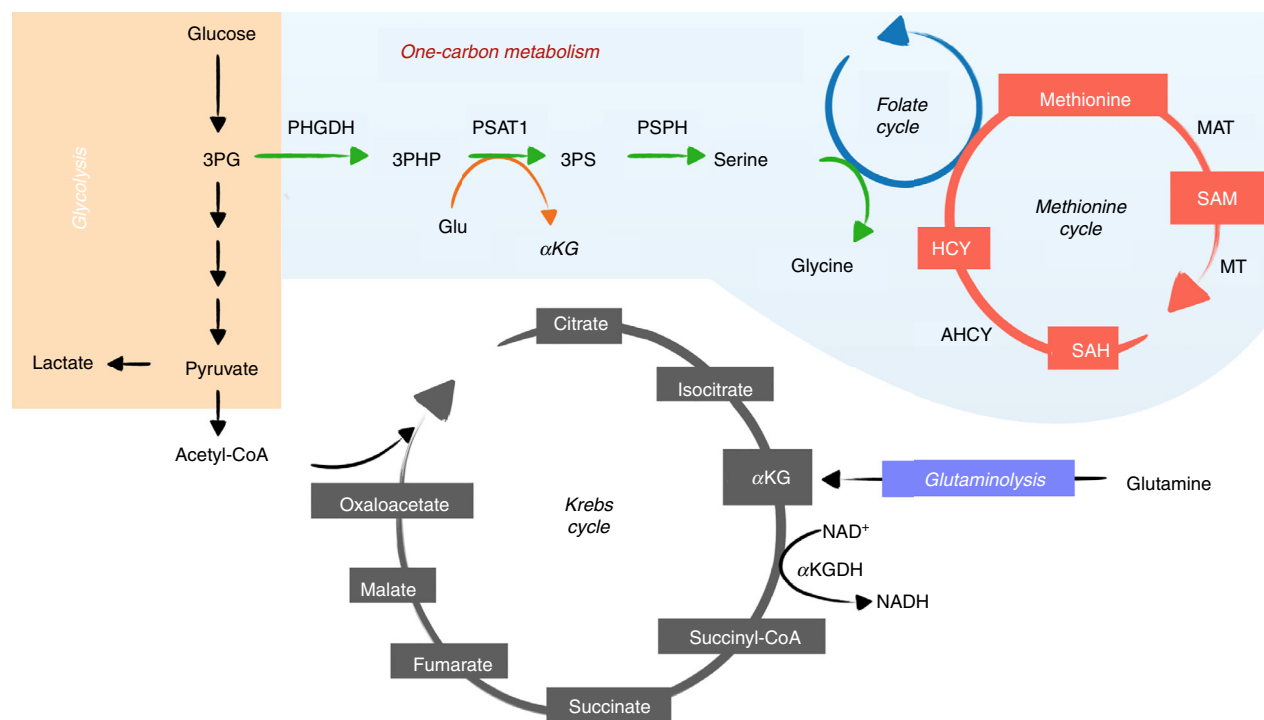 Glucose
One-carbon metabolism
Glycolysis
PHGDH
PSAT1
PSPH
3PG
3PHP
3PS
Serine
Glu
αKG
Glycine
Folate
cycle
Methionine
MAT
SAM
Methionine
cycle
HCY
MT
AHCY
SAH
Lactate
Pyruvate
Acetyl-CoA
Citrate
Isocitrate
αKG
Glutaminolysis
Glutamine
Oxaloacetate
Krebs
cycle
NAD⁺
αKGDH
NADH
Malate
Succinyl-CoA
Fumarate
Succinate